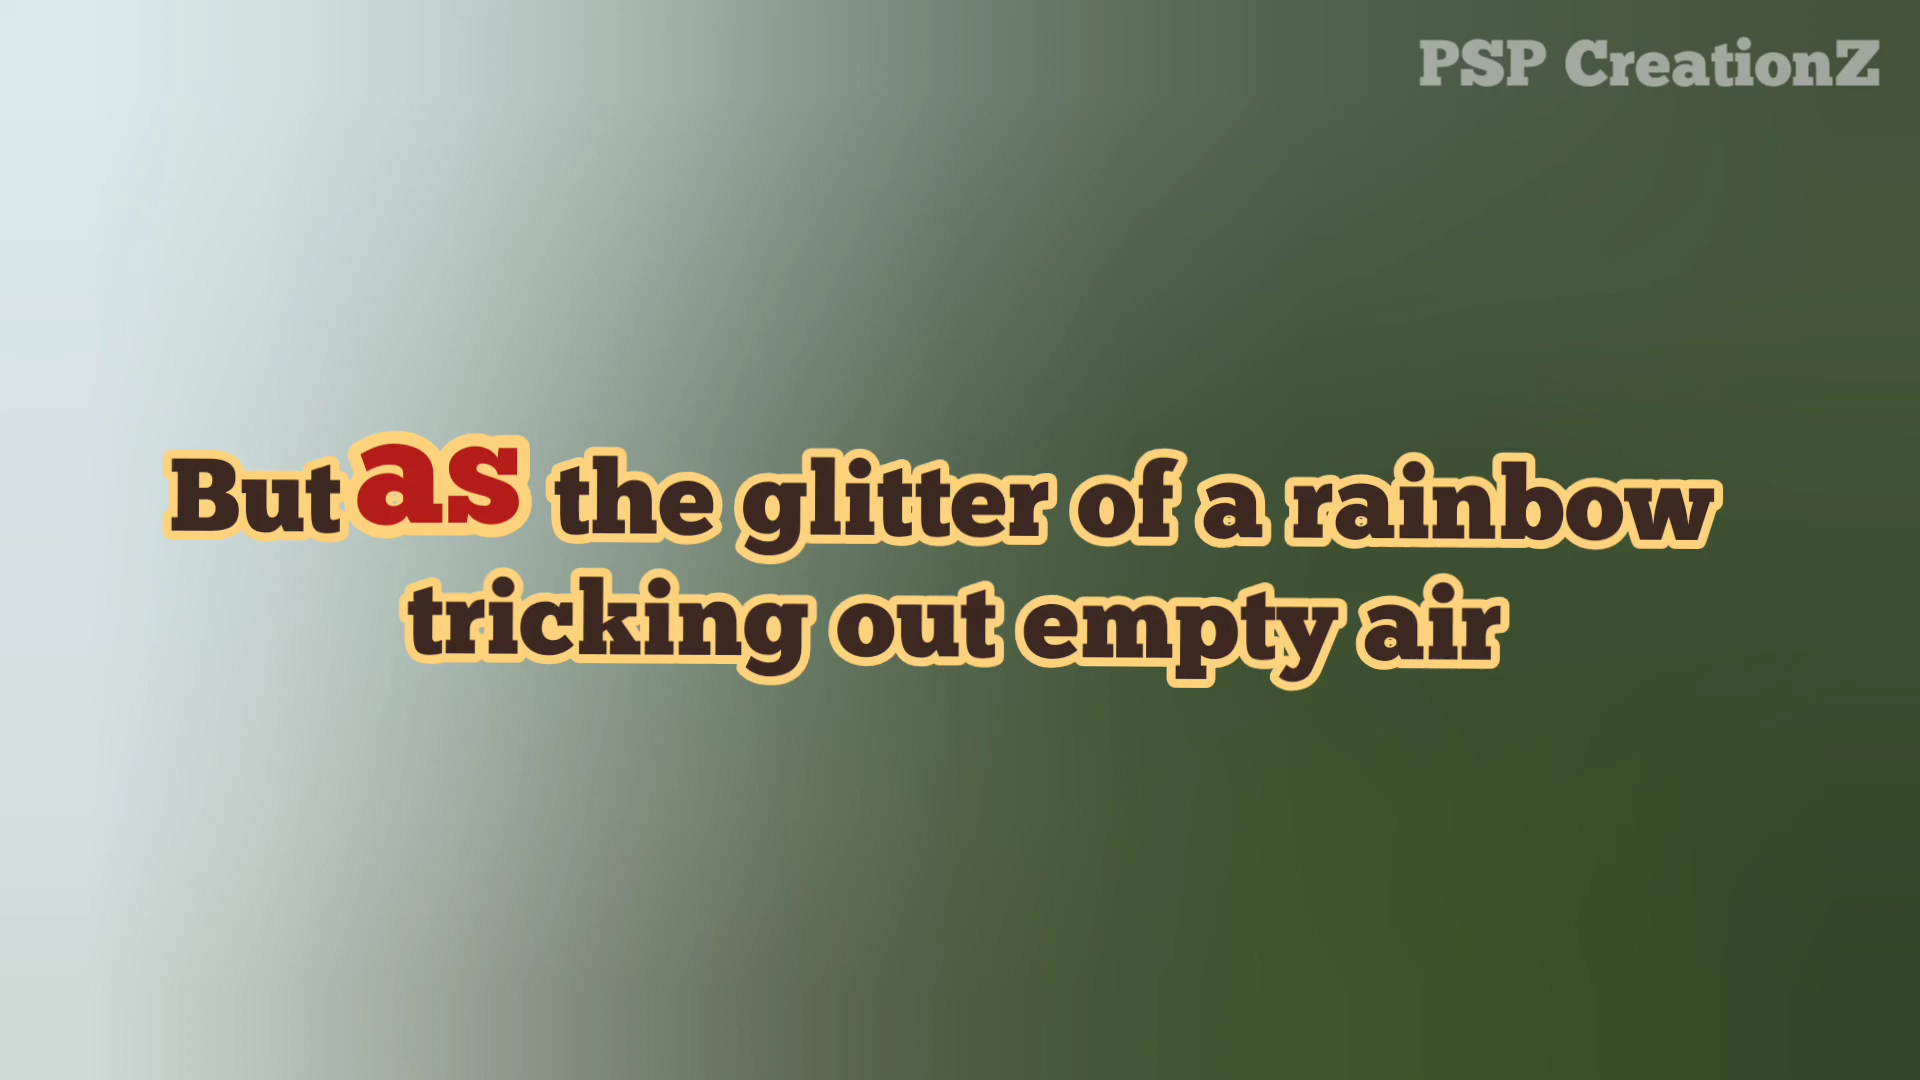 PSP CreationZ
But as the glitter of a rainbow
tricking out empty air